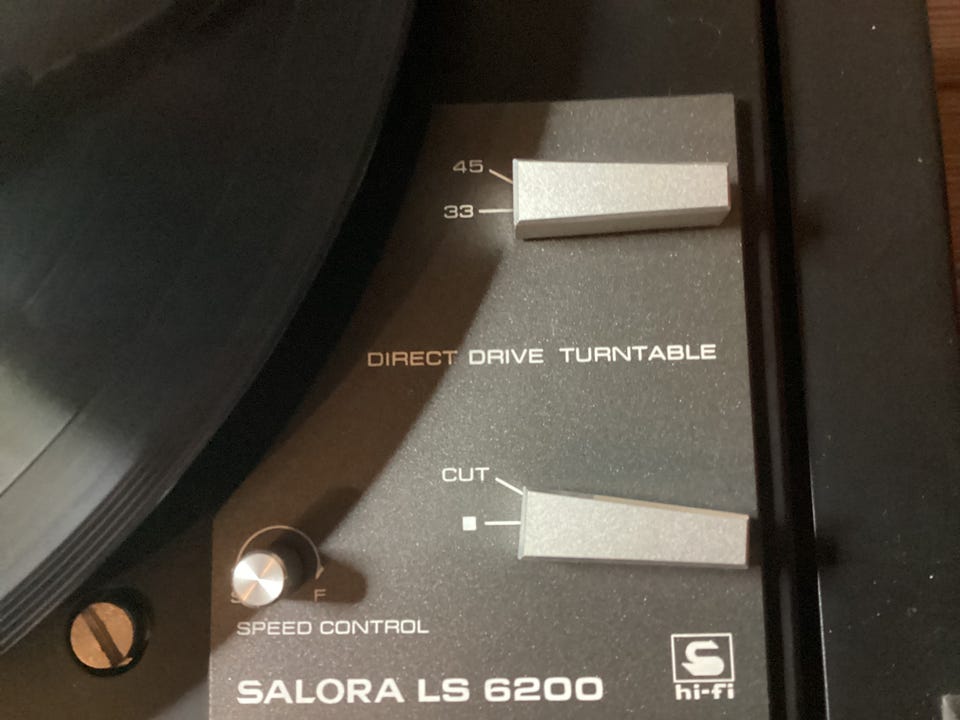 45
33
DIRECT DRIVE TURNTABLE
CUT
S F
SPEED CONTROL
SALORA LS 6200
S
hi-fi